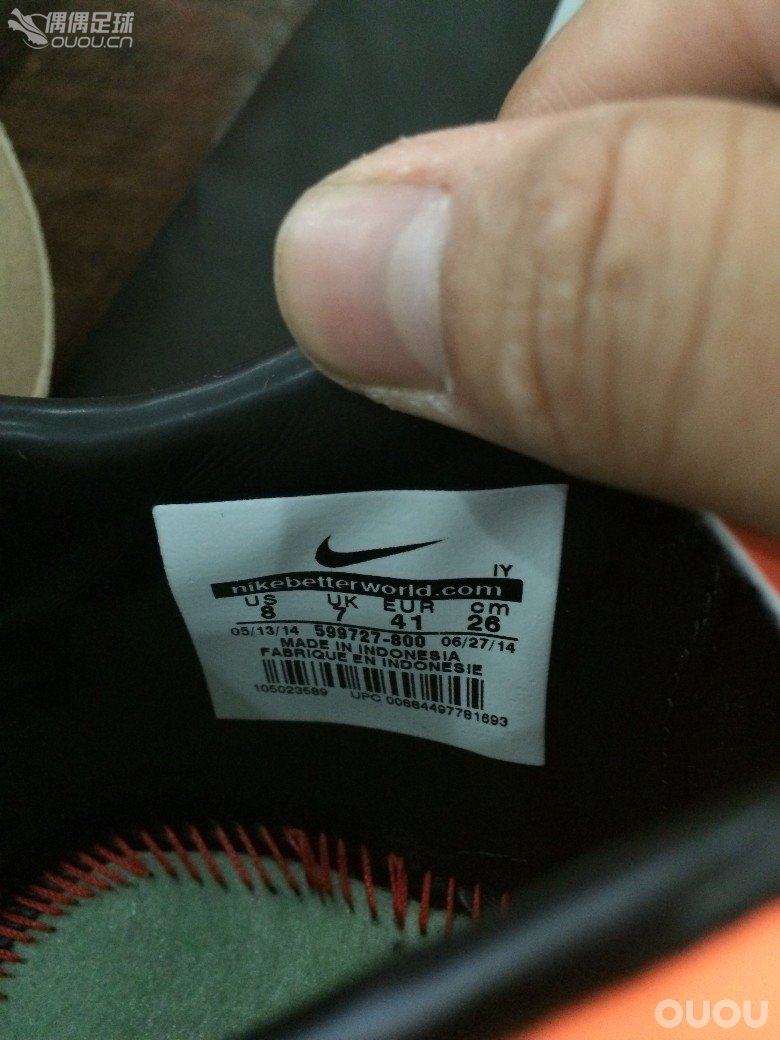 偶偶足球
OUOU.CN
IY
nikebetterworld.com
US UK EUR cm
8 7 41 26
05/13/14 599727-800 06/27/14
MADE IN INDONESIA
FABRIQUE EN INDONESIE
105023589 UPC 00884497781693
OUOU